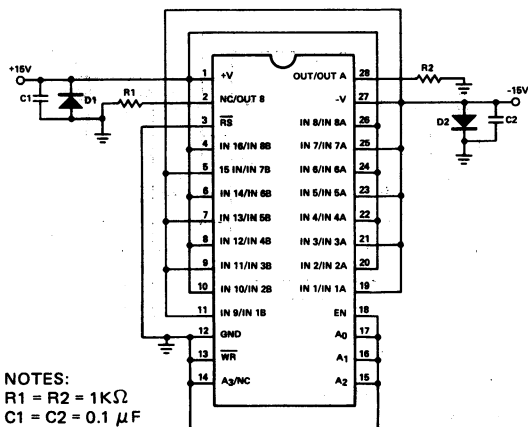 +15V
C1
D1
R1
1 +V
2 NC/OUT 8
3 RS
4 IN 16/IN 8B
5 15 IN/IN 7B
6 IN 14/IN 6B
7 IN 13/IN 5B
8 IN 12/IN 4B
9 IN 11/IN 3B
10 IN 10/IN 2B
11 IN 9/IN 1B
12 GND
13 WR
14 A3/NC
OUT/OUT A 28
-V 27
IN 8/IN 8A 26
IN 7/IN 7A 25
IN 6/IN 6A 24
IN 5/IN 5A 23
IN 4/IN 4A 22
IN 3/IN 3A 21
IN 2/IN 2A 20
IN 1/IN 1A 19
EN 18
A0 17
A1 16
A2 15
R2
-15V
D2
C2
NOTES:
R1 = R2 = 1KΩ
C1 = C2 = 0.1 μF